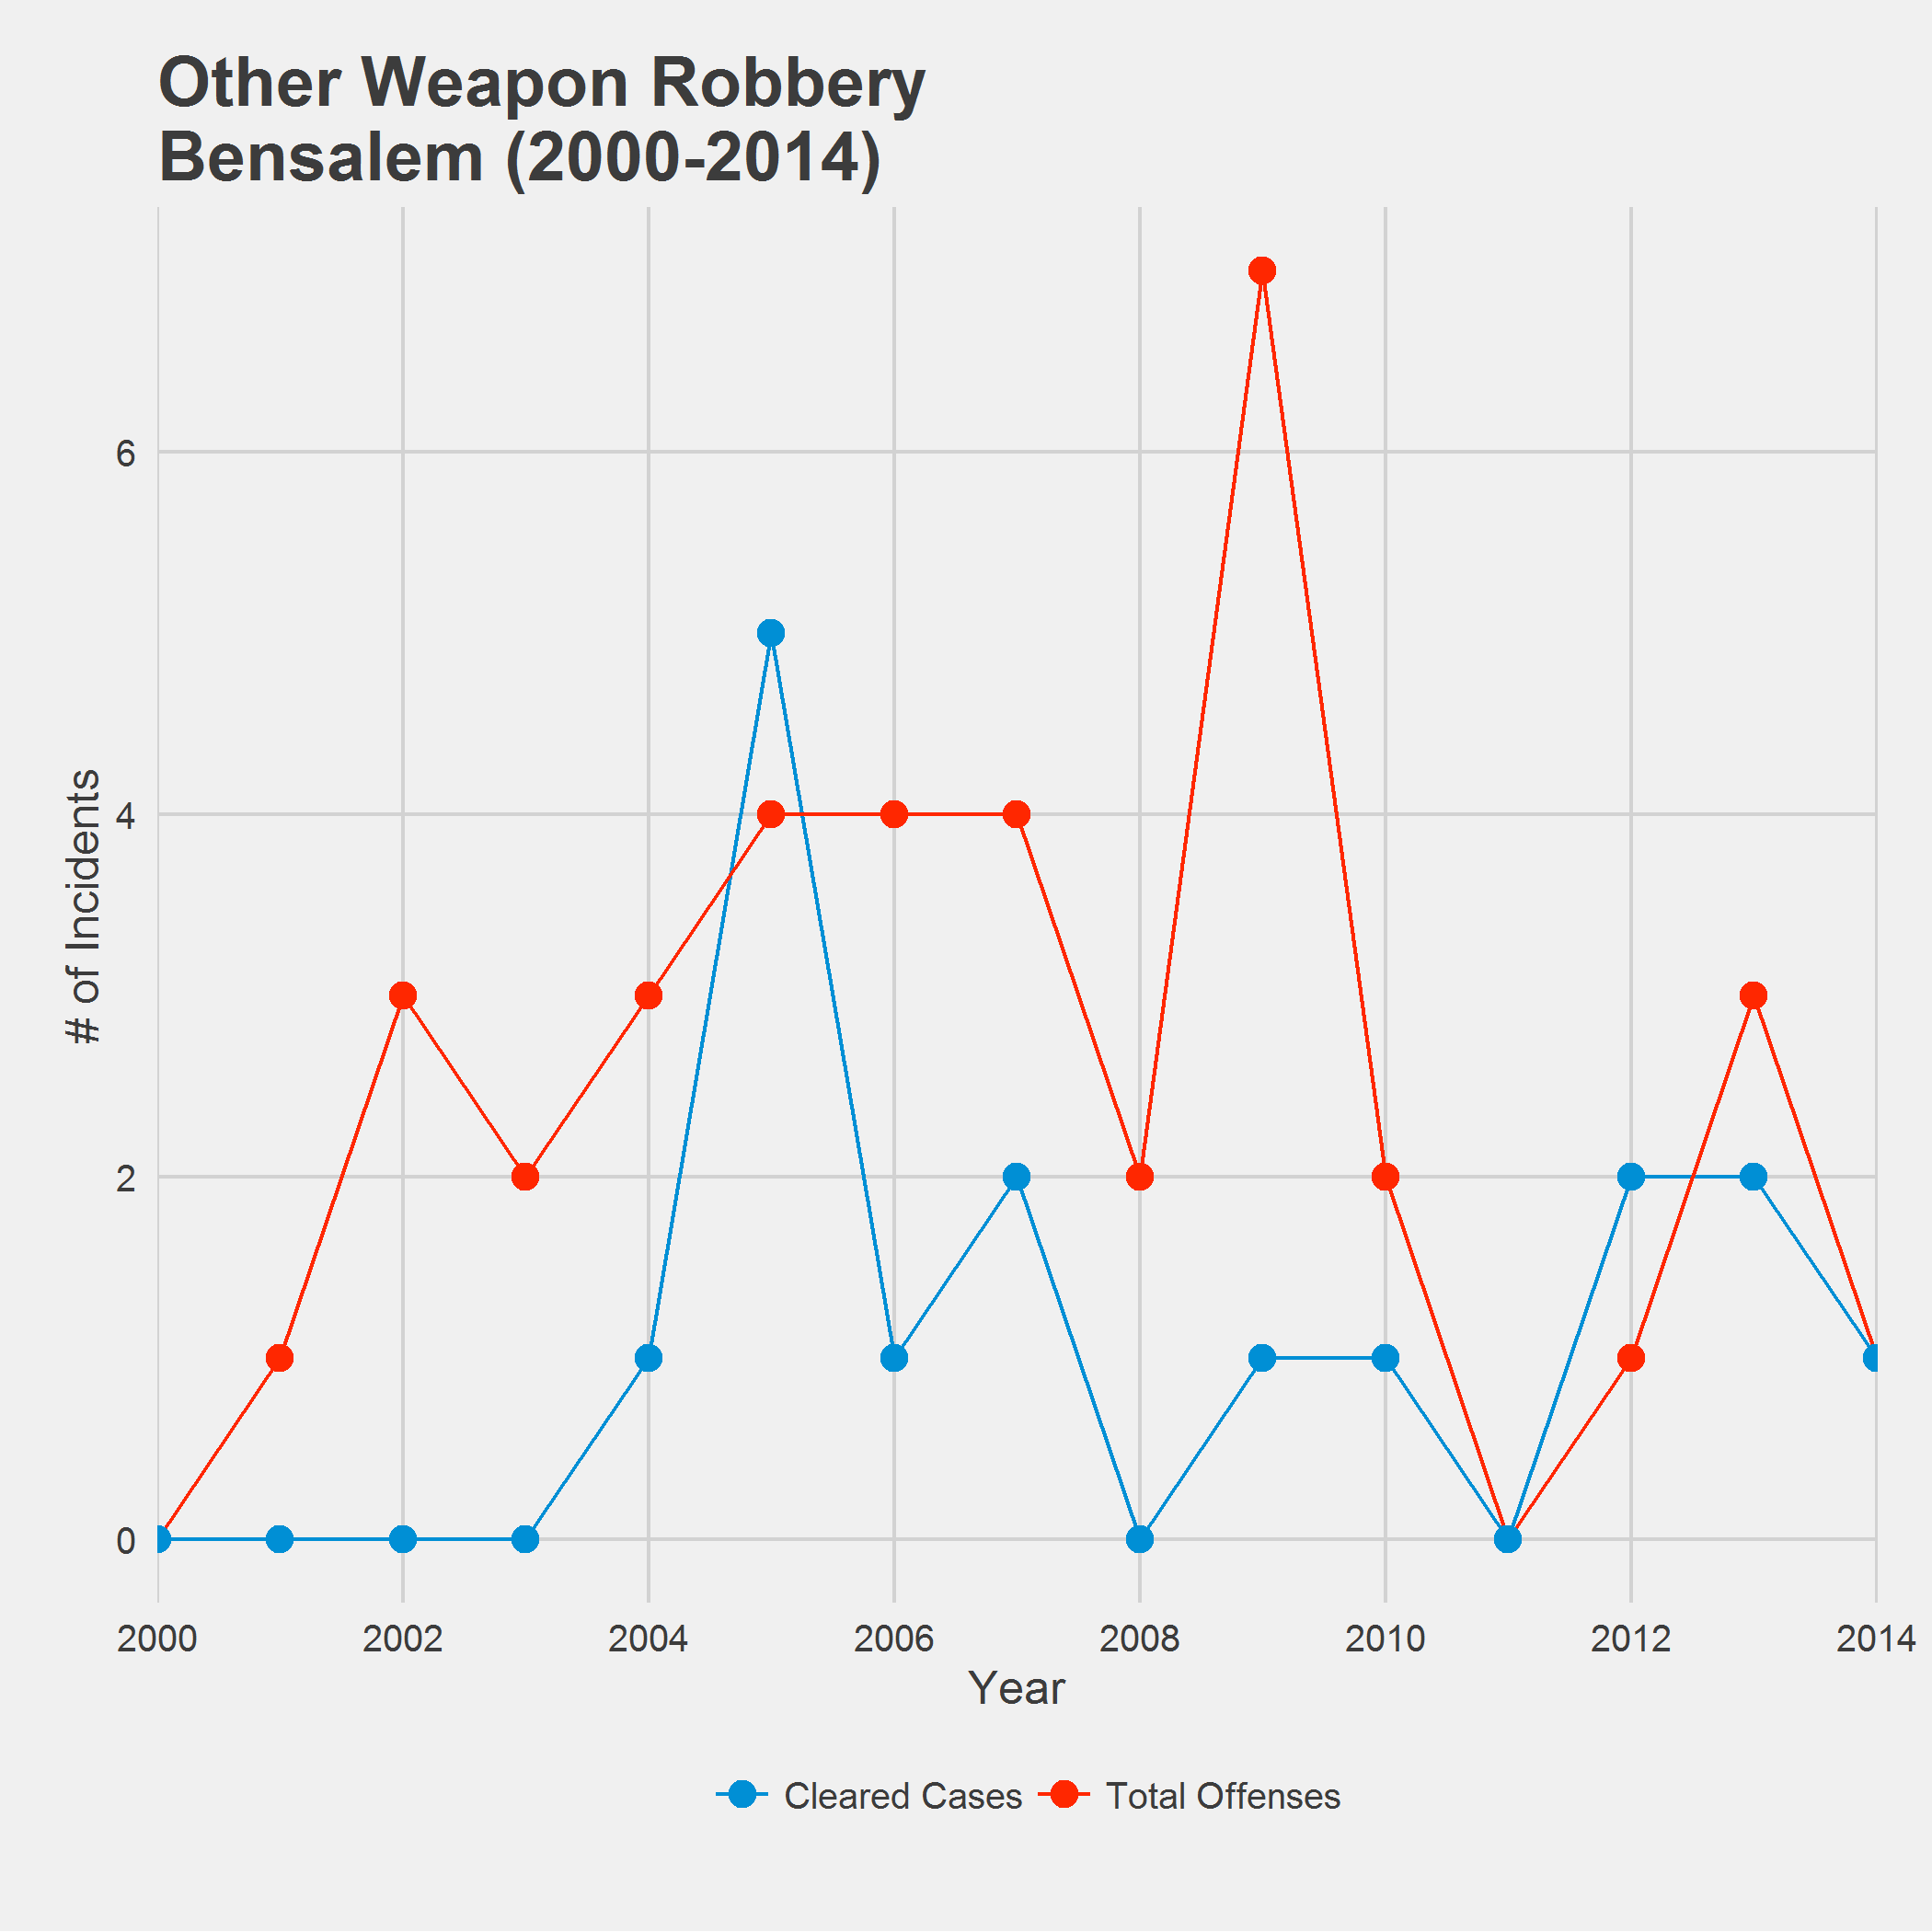 Other Weapon Robbery
Bensalem (2000-2014)
# of Incidents
6
4
2
0
2000 2002 2004 2006 2008 2010 2012 2014
Year
Cleared Cases Total Offenses